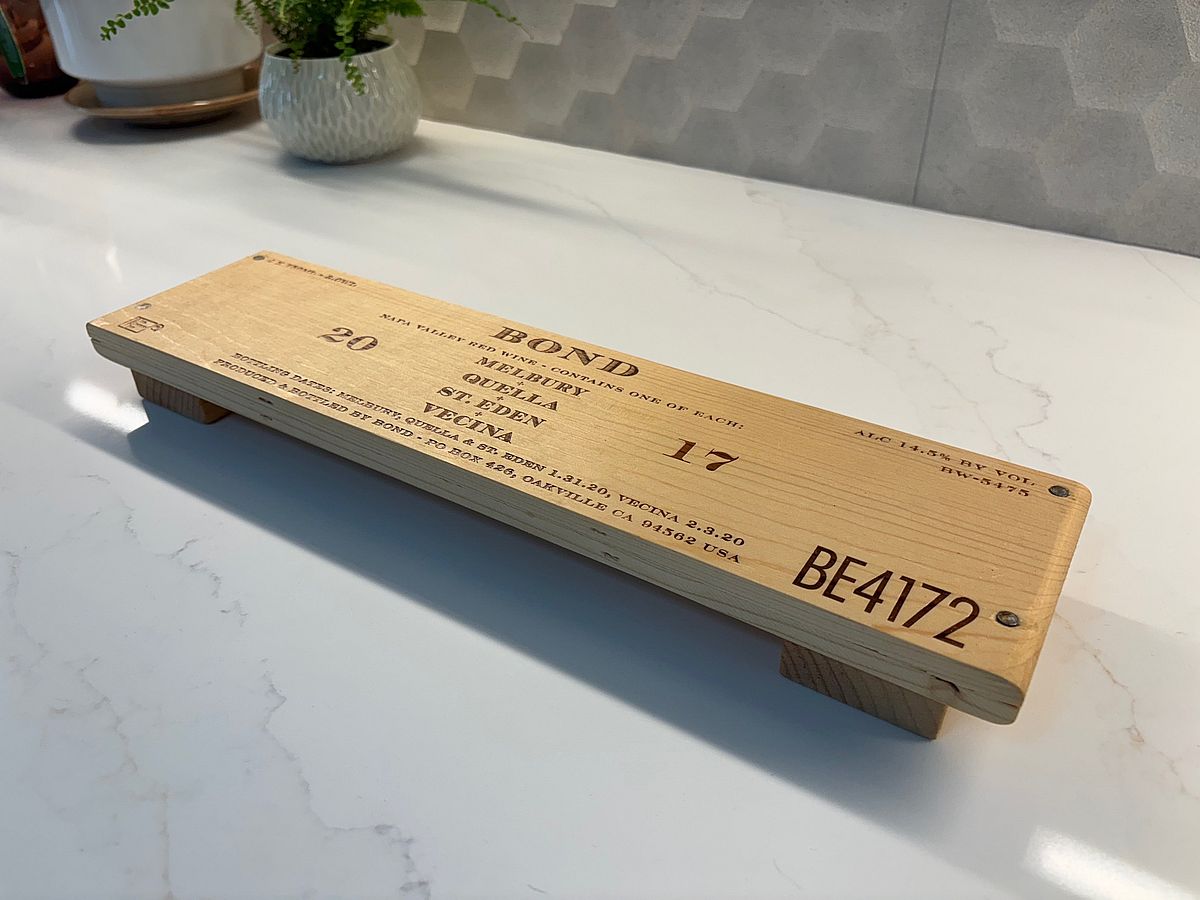 BOND
NAPA VALLEY RED WINE - CONTAINS ONE OF EACH:
20
MELBURY
+
QUELLA
+
ST. EDEN
+
VECINA
17
BOTTLING DATES: MELBURY, QUELLA & ST. EDEN 1.31.20, VECINA 2.3.20
PRODUCED & BOTTLED BY BOND - PO BOX 426, OAKVILLE CA 94562 USA
ALC 14.5% BY VOL.
BW-5475
BE4172